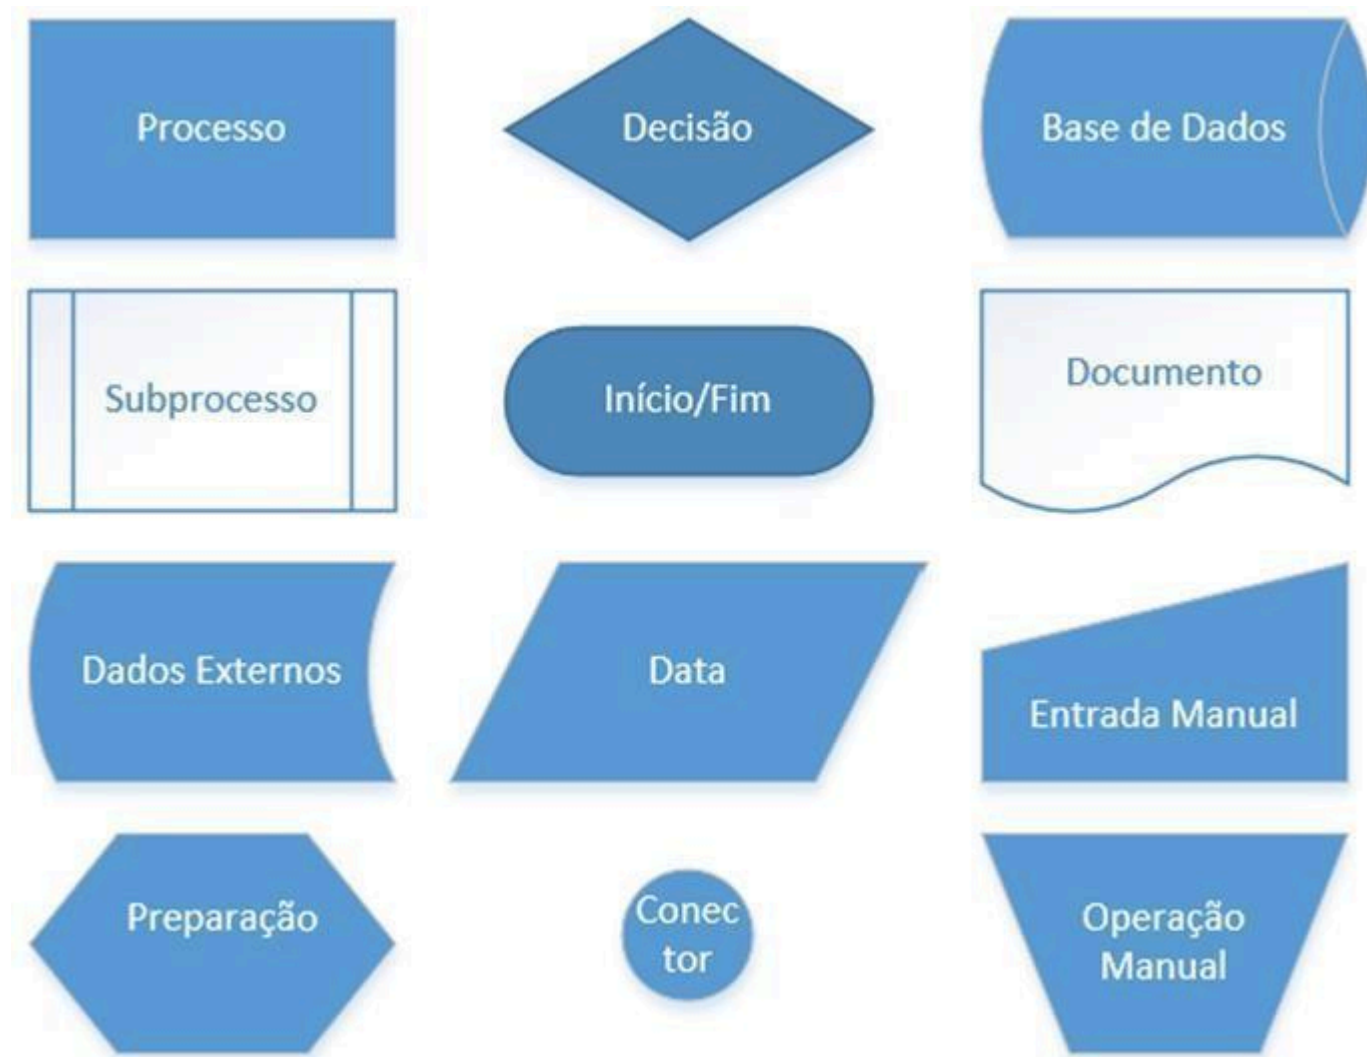 Processo
Decisão
Base de Dados
Subprocesso
Início/Fim
Documento
Dados Externos
Data
Entrada Manual
Preparação
Conec
tor
Operação
Manual